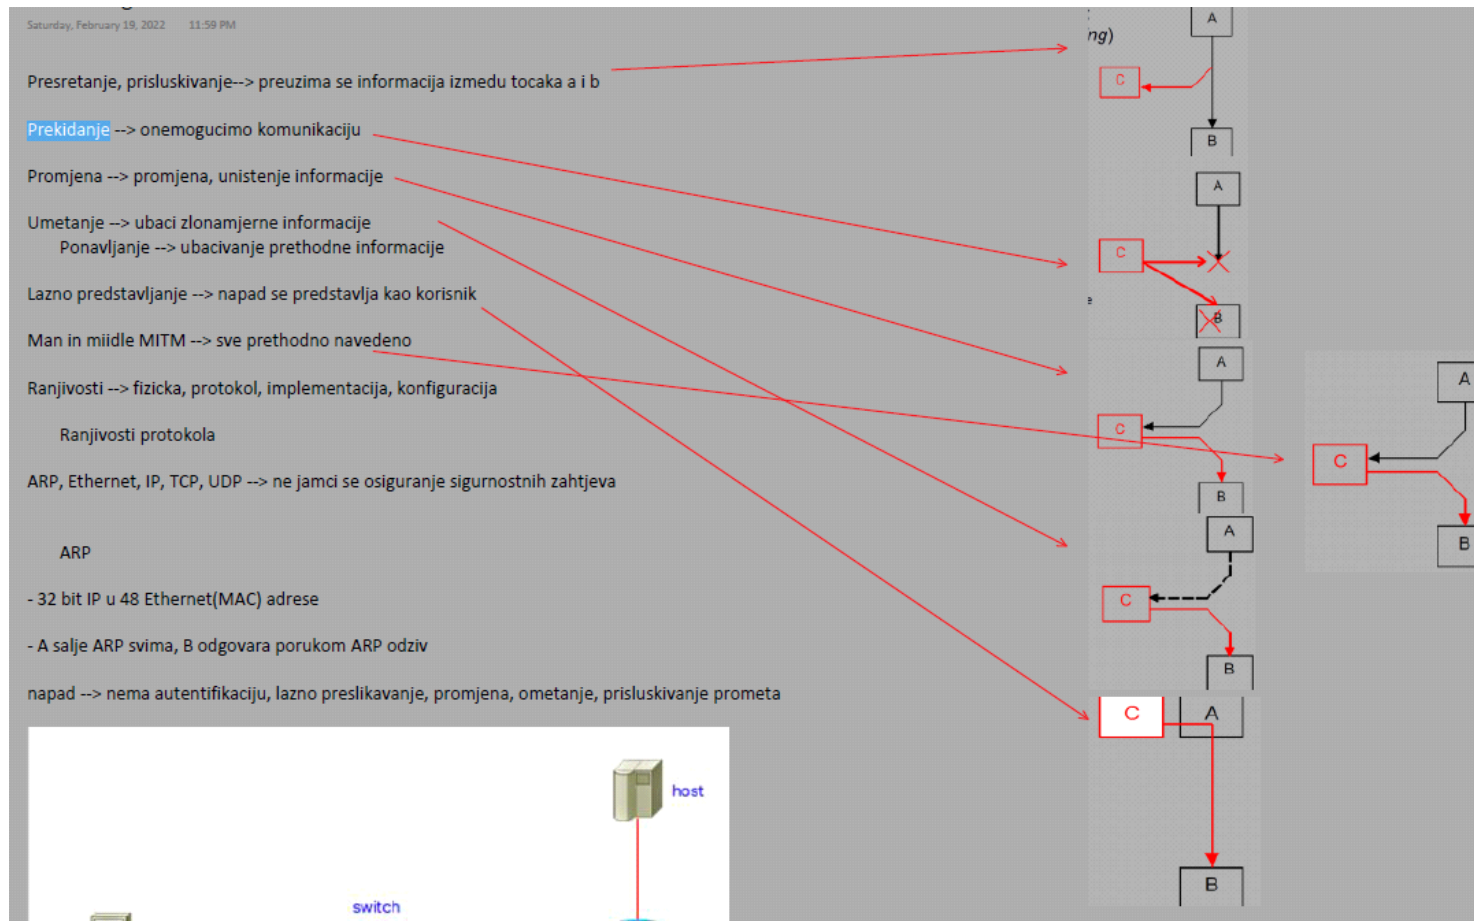 Saturday, February 19, 2022 11:59 PM
Presretanje, prisluskivanje--> preuzima se informacija izmedu tocaka a i b
Prekidanje --> onemogucimo komunikaciju
Promjena --> promjena, unistenje informacije
Umetanje --> ubaci zlonamjerne informacije
Ponavljanje --> ubacivanje prethodne informacije
Lazno predstavljanje --> napad se predstavlja kao korisnik
Man in miidle MITM --> sve prethodno navedeno
Ranjivosti --> fizicka, protokol, implementacija, konfiguracija
Ranjivosti protokola
ARP, Ethernet, IP, TCP, UDP --> ne jamci se osiguranje sigurnostnih zahtjeva
ARP
- 32 bit IP u 48 Ethernet(MAC) adrese
- A salje ARP svima, B odgovara porukom ARP odziv
napad --> nema autentifikaciju, lazno preslikavanje, promjena, ometanje, prisluskivanje prometa
host
switch
ng)
A
C
B
A
C
e
B
A
C
B
A
C
B
A
C
B
C A
B